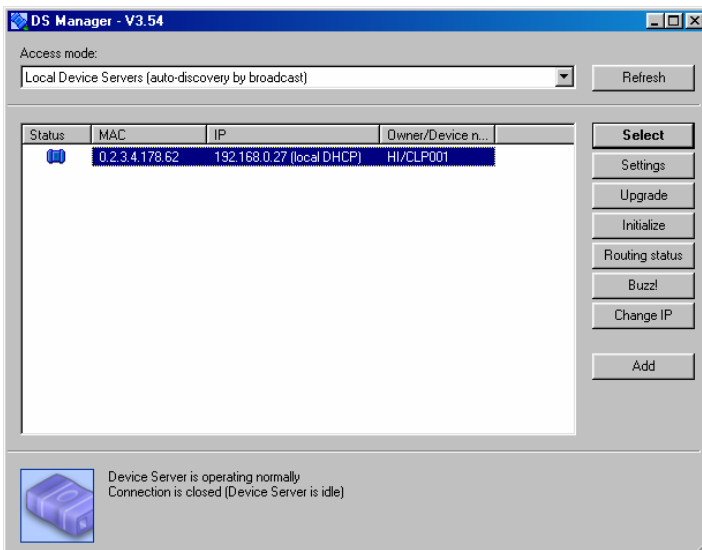 DS Manager - V3.54
Access mode:
Local Device Servers (auto-discovery by broadcast)
Refresh
Status MAC IP Owner/Device n...
0.2.3.4.178.62 192.168.0.27 (local DHCP) HI/CLP001
Select
Settings
Upgrade
Initialize
Routing status
Buzz!
Change IP
Add
Device Server is operating normally
Connection is closed (Device Server is idle)